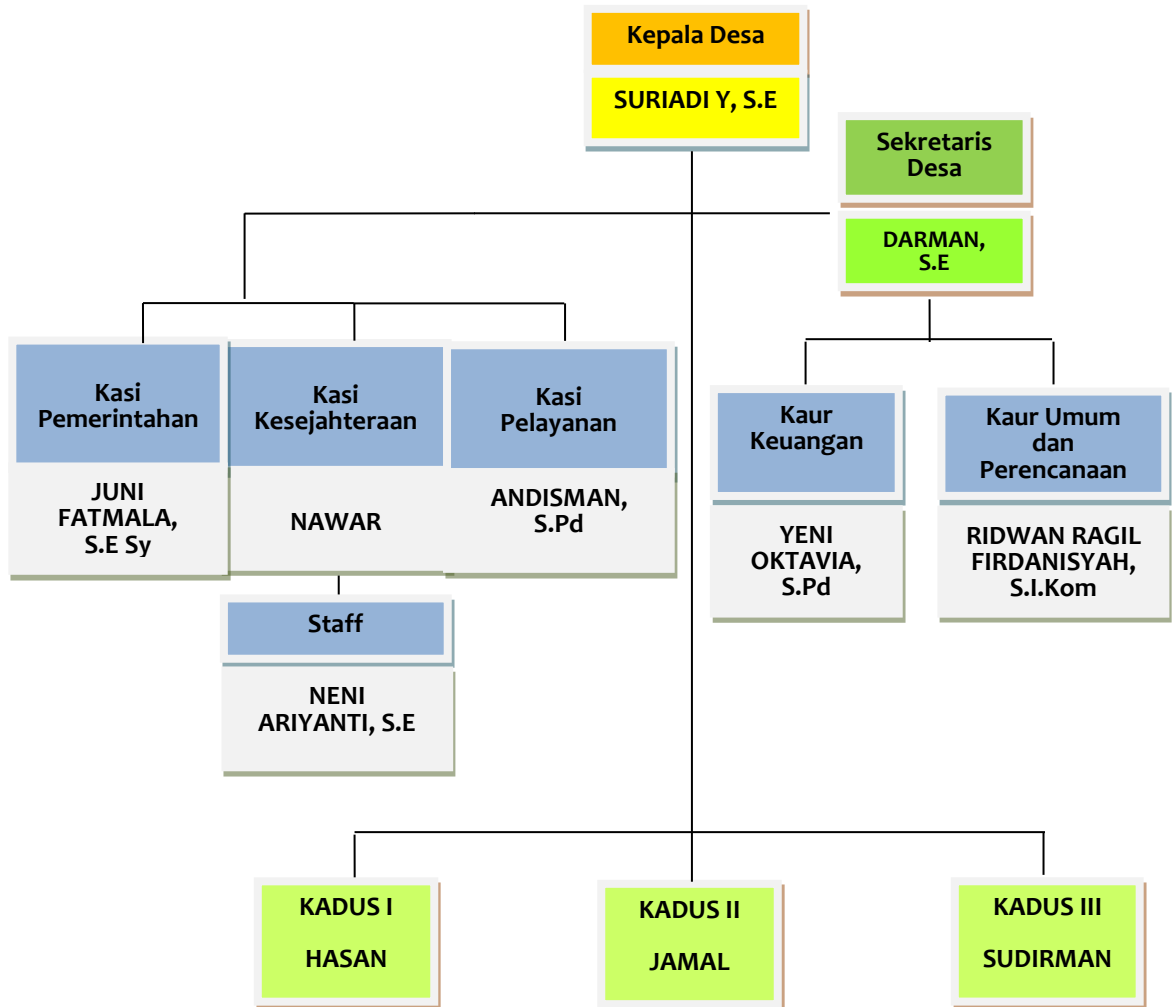 Kepala Desa
SURIADI Y, S.E
Sekretaris
Desa
DARMAN,
S.E
Kasi
Pemerintahan
JUNI
FATMALA,
S.E Sy
Kasi
Kesejahteraan
NAWAR
Kasi
Pelayanan
ANDISMAN,
S.Pd
Kaur
Keuangan
YENI
OKTAVIA,
S.Pd
Kaur Umum
dan
Perencanaan
RIDWAN RAGIL
FIRDANISYAH,
S.I.Kom
Staff
NENI
ARIYANTI, S.E
KADUS I
HASAN
KADUS II
JAMAL
KADUS III
SUDIRMAN